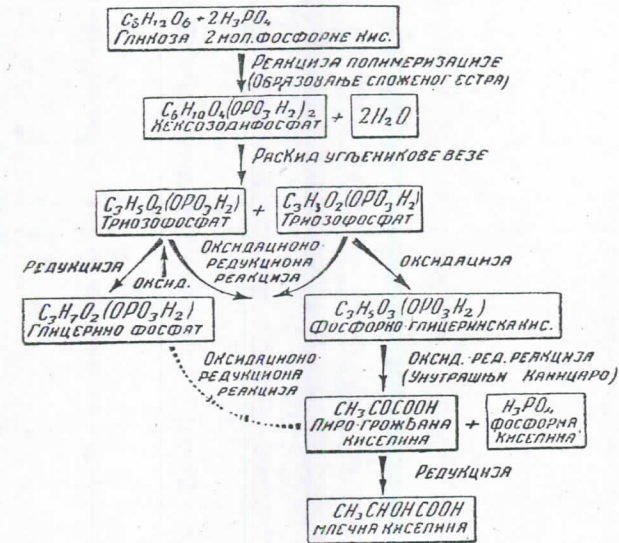 C6H12O6 + 2H3PO4
ГЛИКОЗА 2 МОЛ. ФОСФОРНЕ КИС.
РЕАКЦИЈА ПОЛИМЕРИЗАЦИЈЕ
(ОБРАЗОВАЊЕ СЛОЖЕНОГ ЕСТРА)
C6H10O4(OPO3H2)2 + 2H2O
ХЕКСОЗОДИФОСФАТ
РАСКИД УГЉЕНИКОВЕ ВЕЗЕ
C3H5O2(OPO3H2) + C3H5O2(OPO3H2)
ТРИОЗОФОСФАТ ТРИОЗОФОСФАТ
РЕДУКЦИЈА ОКСИД. ОКСИДАЦИОНО-
РЕДУКЦИОНА
РЕАКЦИЈА ОКСИДАЦИЈА
C3H7O2(OPO3H2) C3H5O3(OPO3H2)
ГЛИЦЕРИНО ФОСФАТ ФОСФОРНО-ГЛИЦЕРИНСКА КИС.
ОКСИДАЦИОНО-
РЕДУКЦИОНА
РЕАКЦИЈА
ОКСИД.-РЕД. РЕАКЦИЈА
(УНУТРАШЊИ КАНИЦАРО)
CH3COCOOH + H3PO4
ПИРО-ГРОЖЂАНА
КИСЕЛИНА
ФОСФОРНА
КИСЕЛИНА
РЕДУКЦИЈА
CH3CHOHCOOH
МЛЕЧНА КИСЕЛИНА